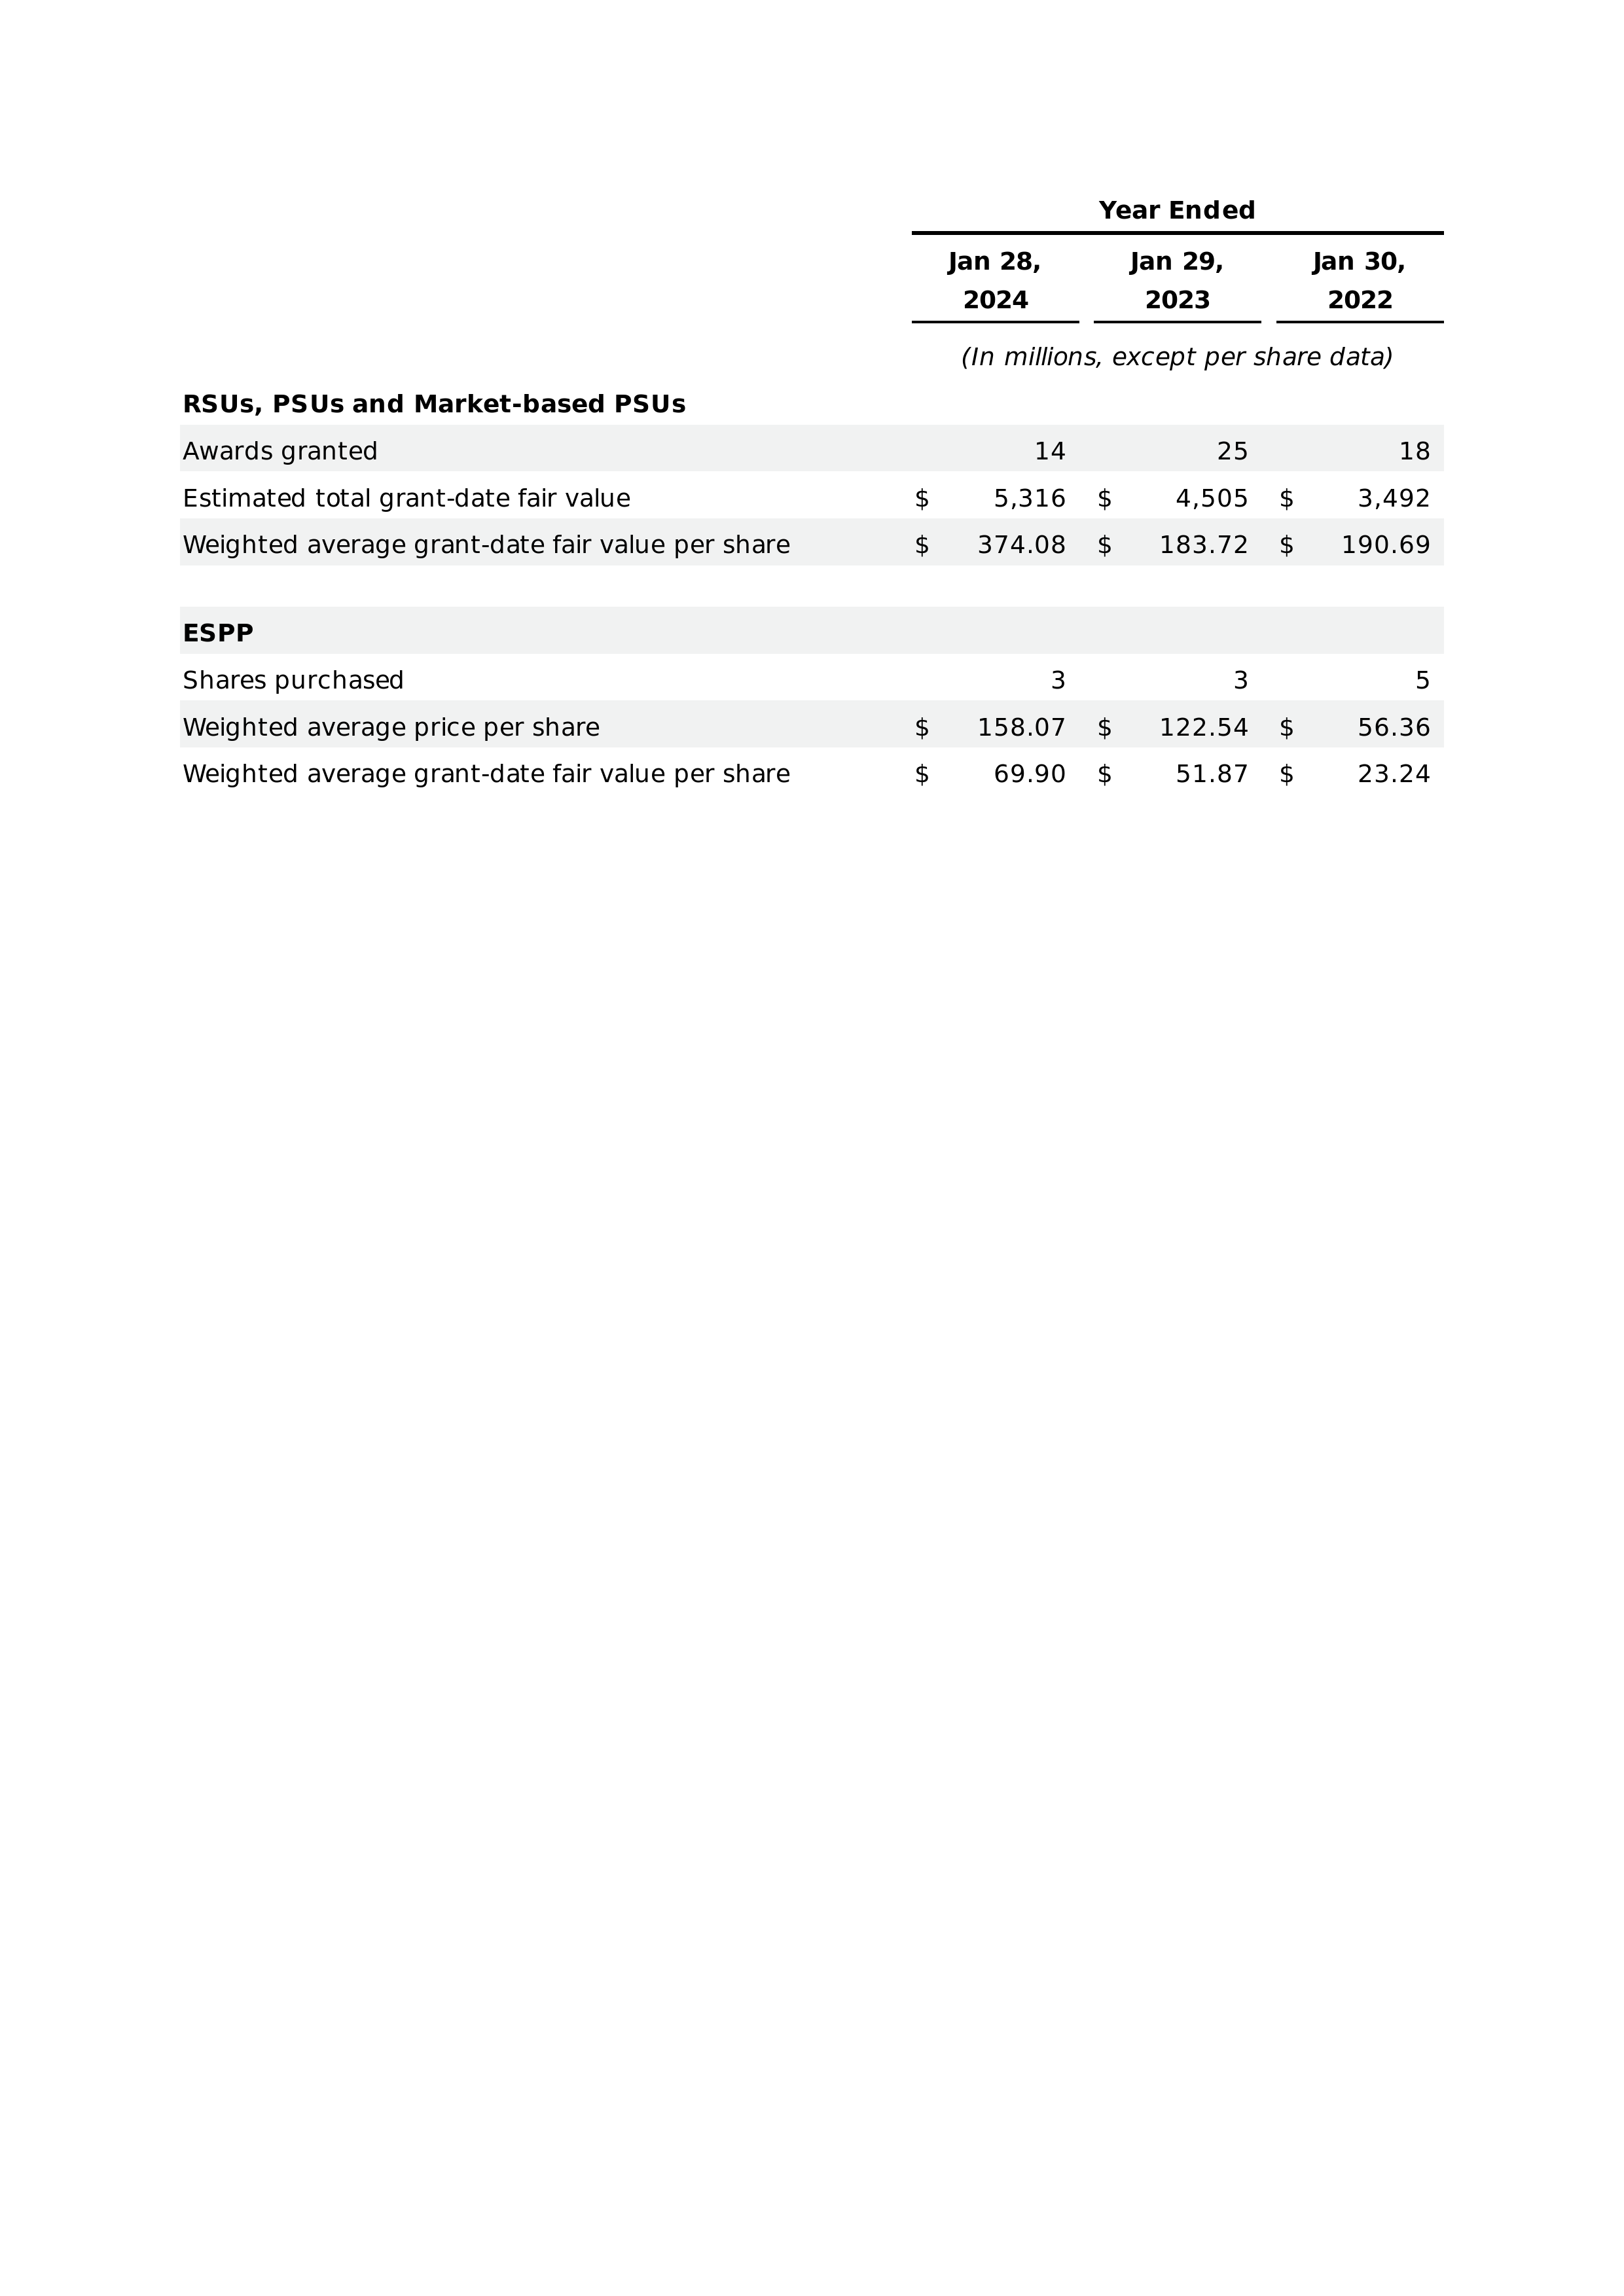 Year Ended
Jan 28, Jan 29, Jan 30,
2024 2023 2022
(In millions, except per share data)
RSUs, PSUs and Market-based PSUs
Awards granted 14 25 18
Estimated total grant-date fair value $ 5,316 $ 4,505 $ 3,492
Weighted average grant-date fair value per share $ 374.08 $ 183.72 $ 190.69
ESPP
Shares purchased 3 3 5
Weighted average price per share $ 158.07 $ 122.54 $ 56.36
Weighted average grant-date fair value per share $ 69.90 $ 51.87 $ 23.24